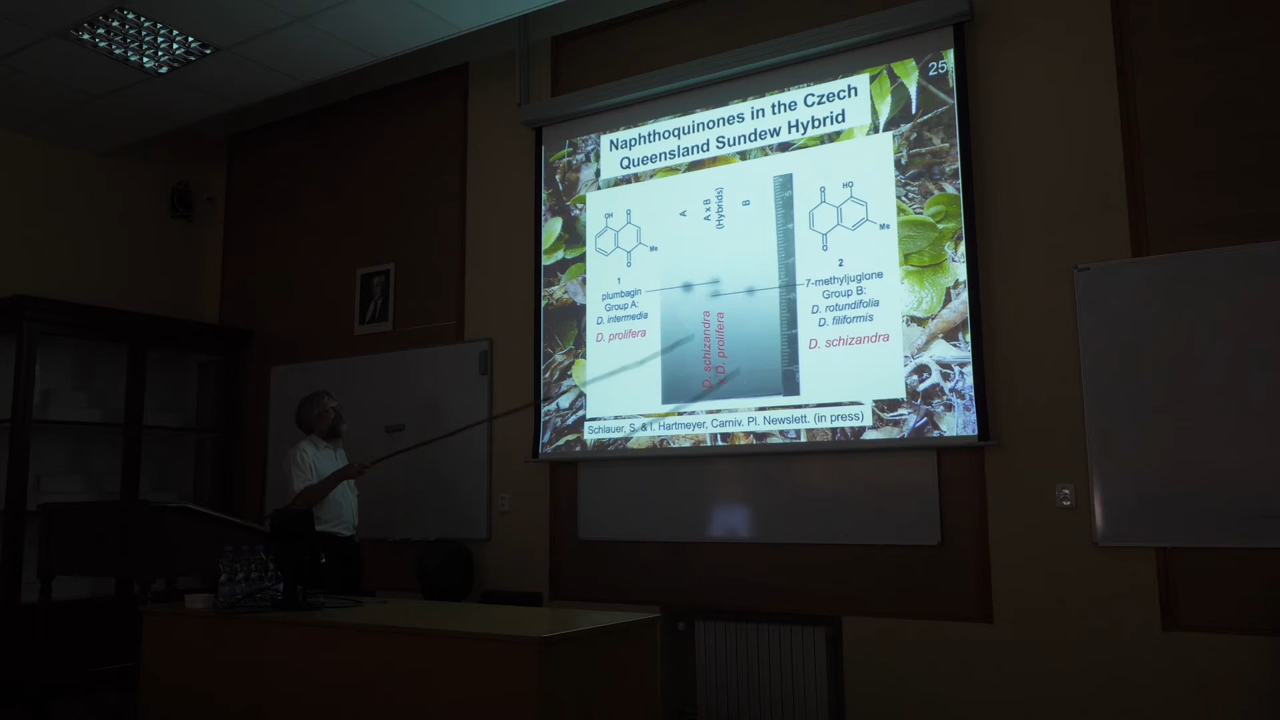 25
Naphthoquinones in the Czech
Queensland Sundew Hybrid
A
A x B
(Hybrids)
B
OH
O
O
Me
1
plumbagin
Group A:
D. intermedia
D. prolifera
D. schizandra
x D. prolifera
O
HO
O
Me
2
7-methyljuglone
Group B:
D. rotundifolia
D. filiformis
D. schizandra
Schlauer, S. & I. Hartmeyer, Carniv. Pl. Newslett. (in press)